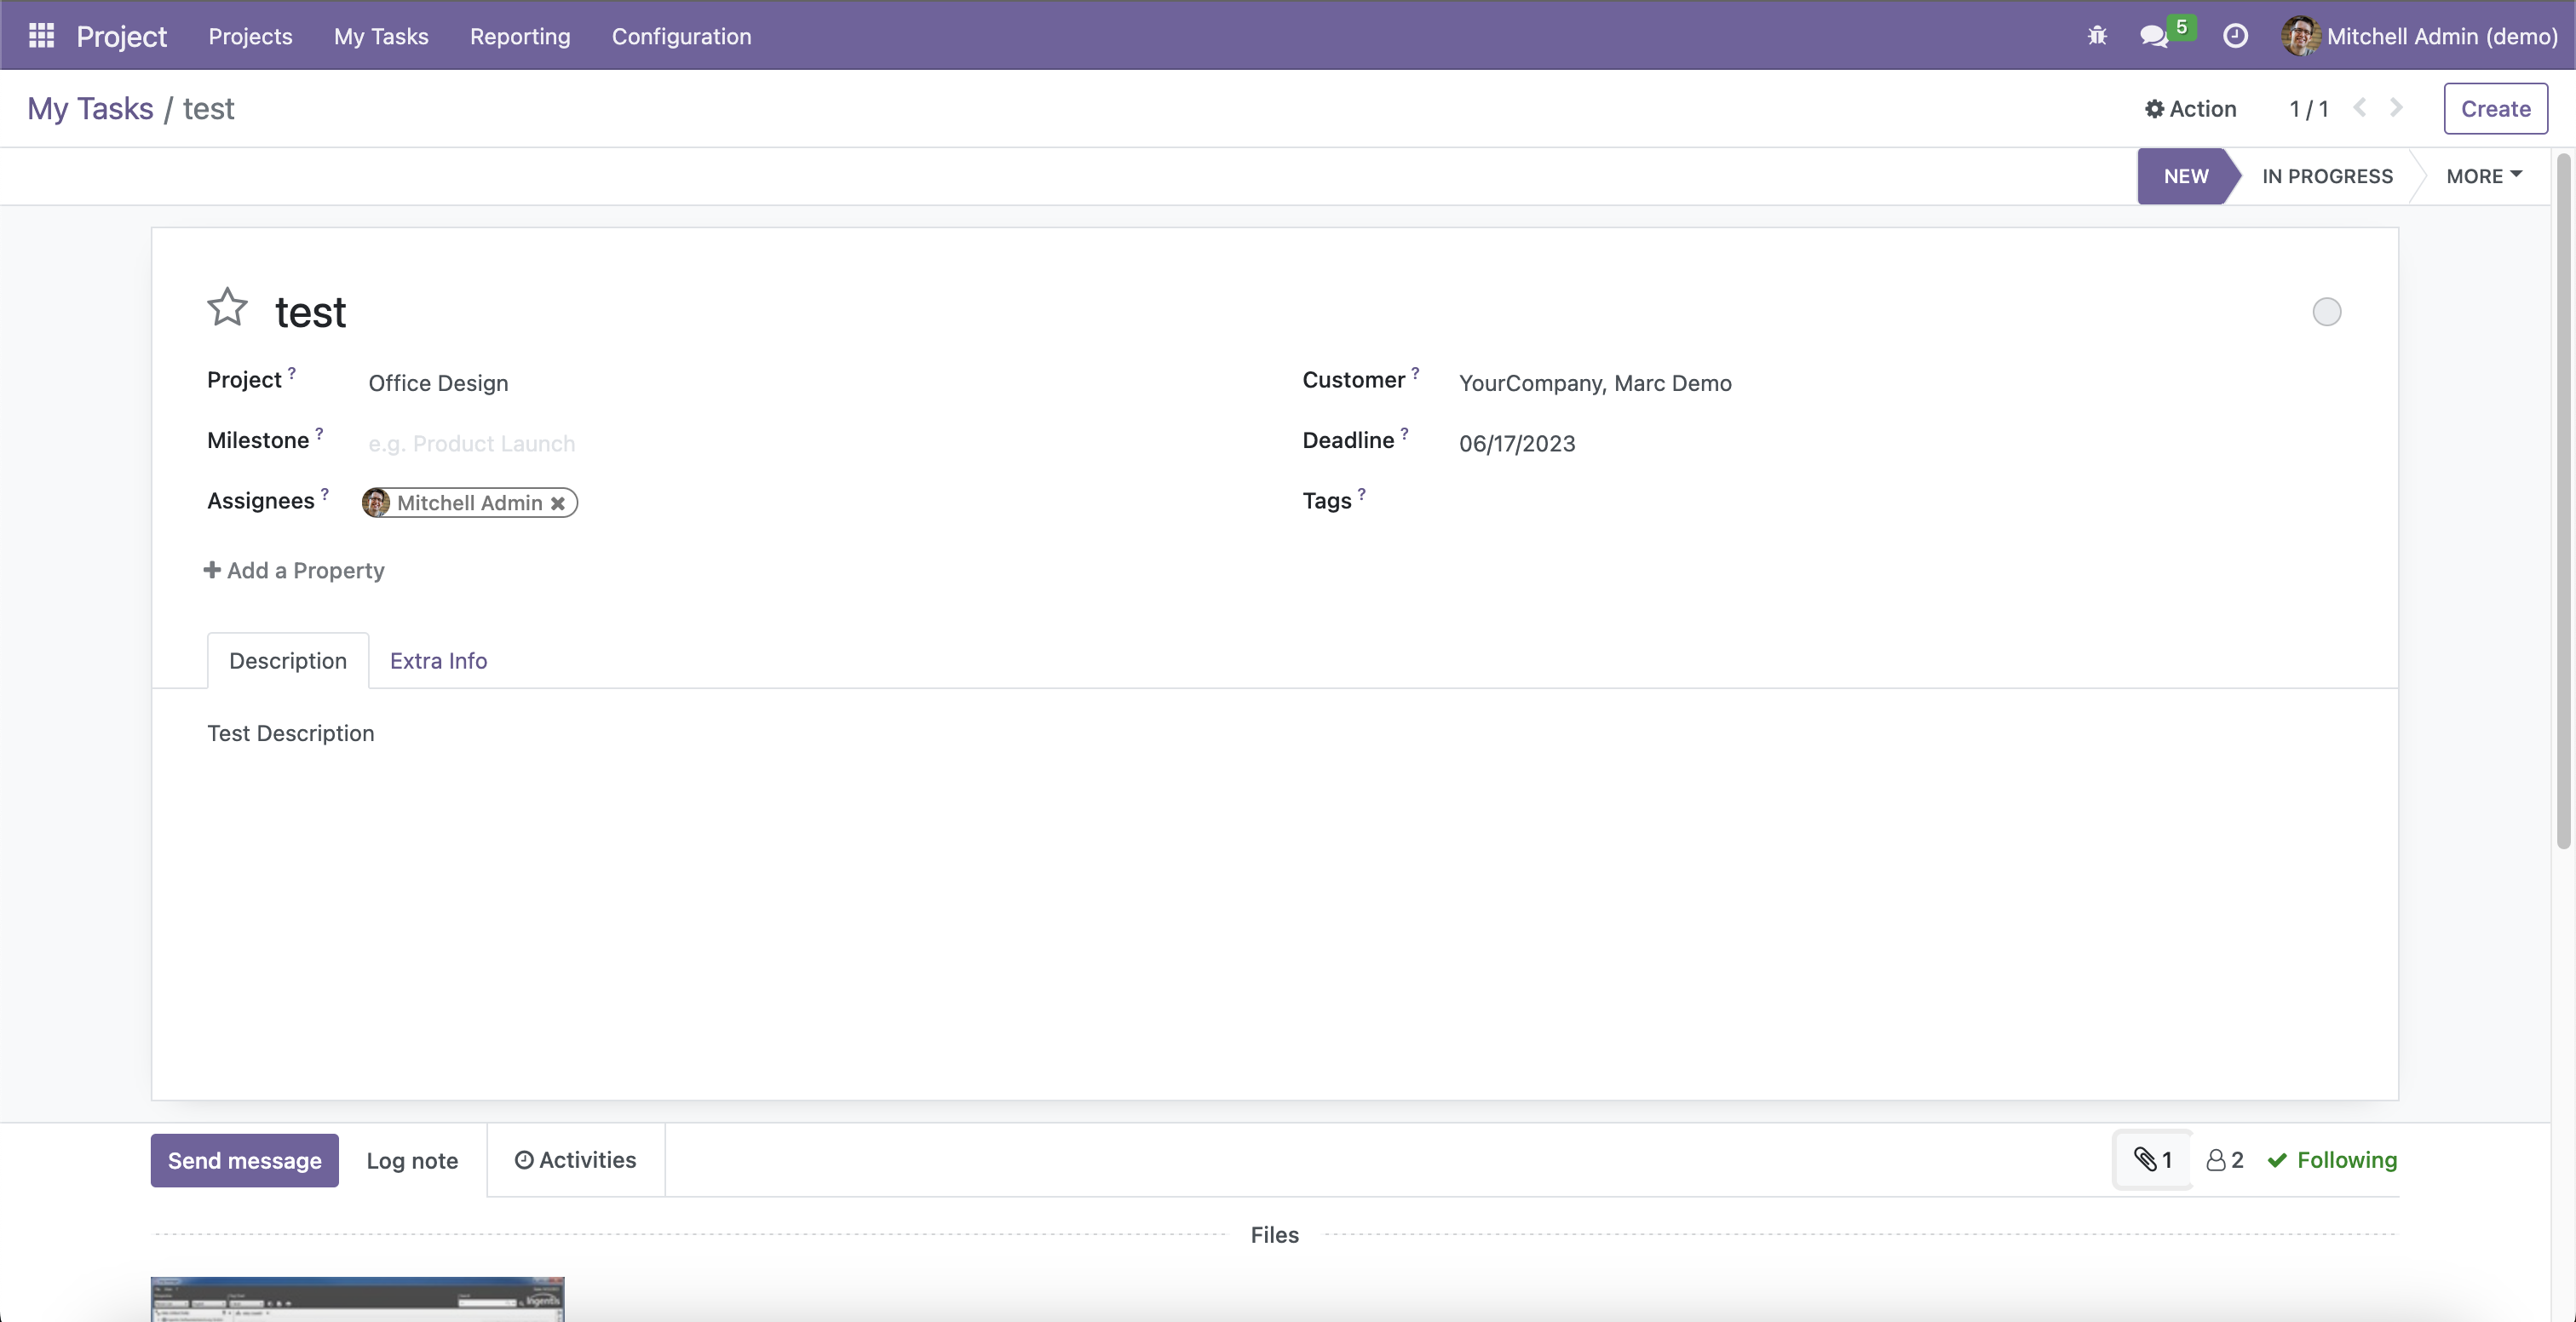 Project Projects My Tasks Reporting Configuration 5 Mitchell Admin (demo)
My Tasks / test Action 1 / 1 Create
NEW IN PROGRESS MORE
test
Project ? Office Design Customer ? YourCompany, Marc Demo
Milestone ? e.g. Product Launch Deadline ? 06/17/2023
Assignees ? Mitchell Admin Tags ?
Add a Property
Description Extra Info
Test Description
Send message Log note Activities 1 2 Following
Files
Ingentis